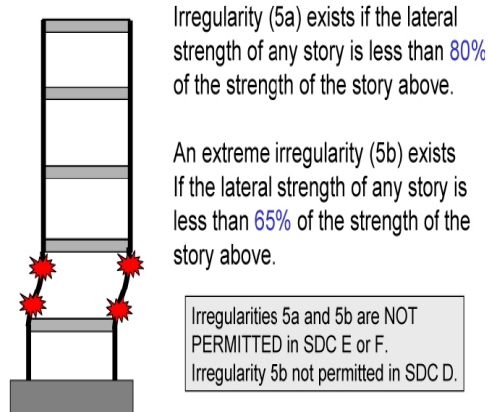 Irregularity (5a) exists if the lateral
strength of any story is less than 80%
of the strength of the story above.
An extreme irregularity (5b) exists
If the lateral strength of any story is
less than 65% of the strength of the
story above.
Irregularities 5a and 5b are NOT
PERMITTED in SDC E or F.
Irregularity 5b not permitted in SDC D.